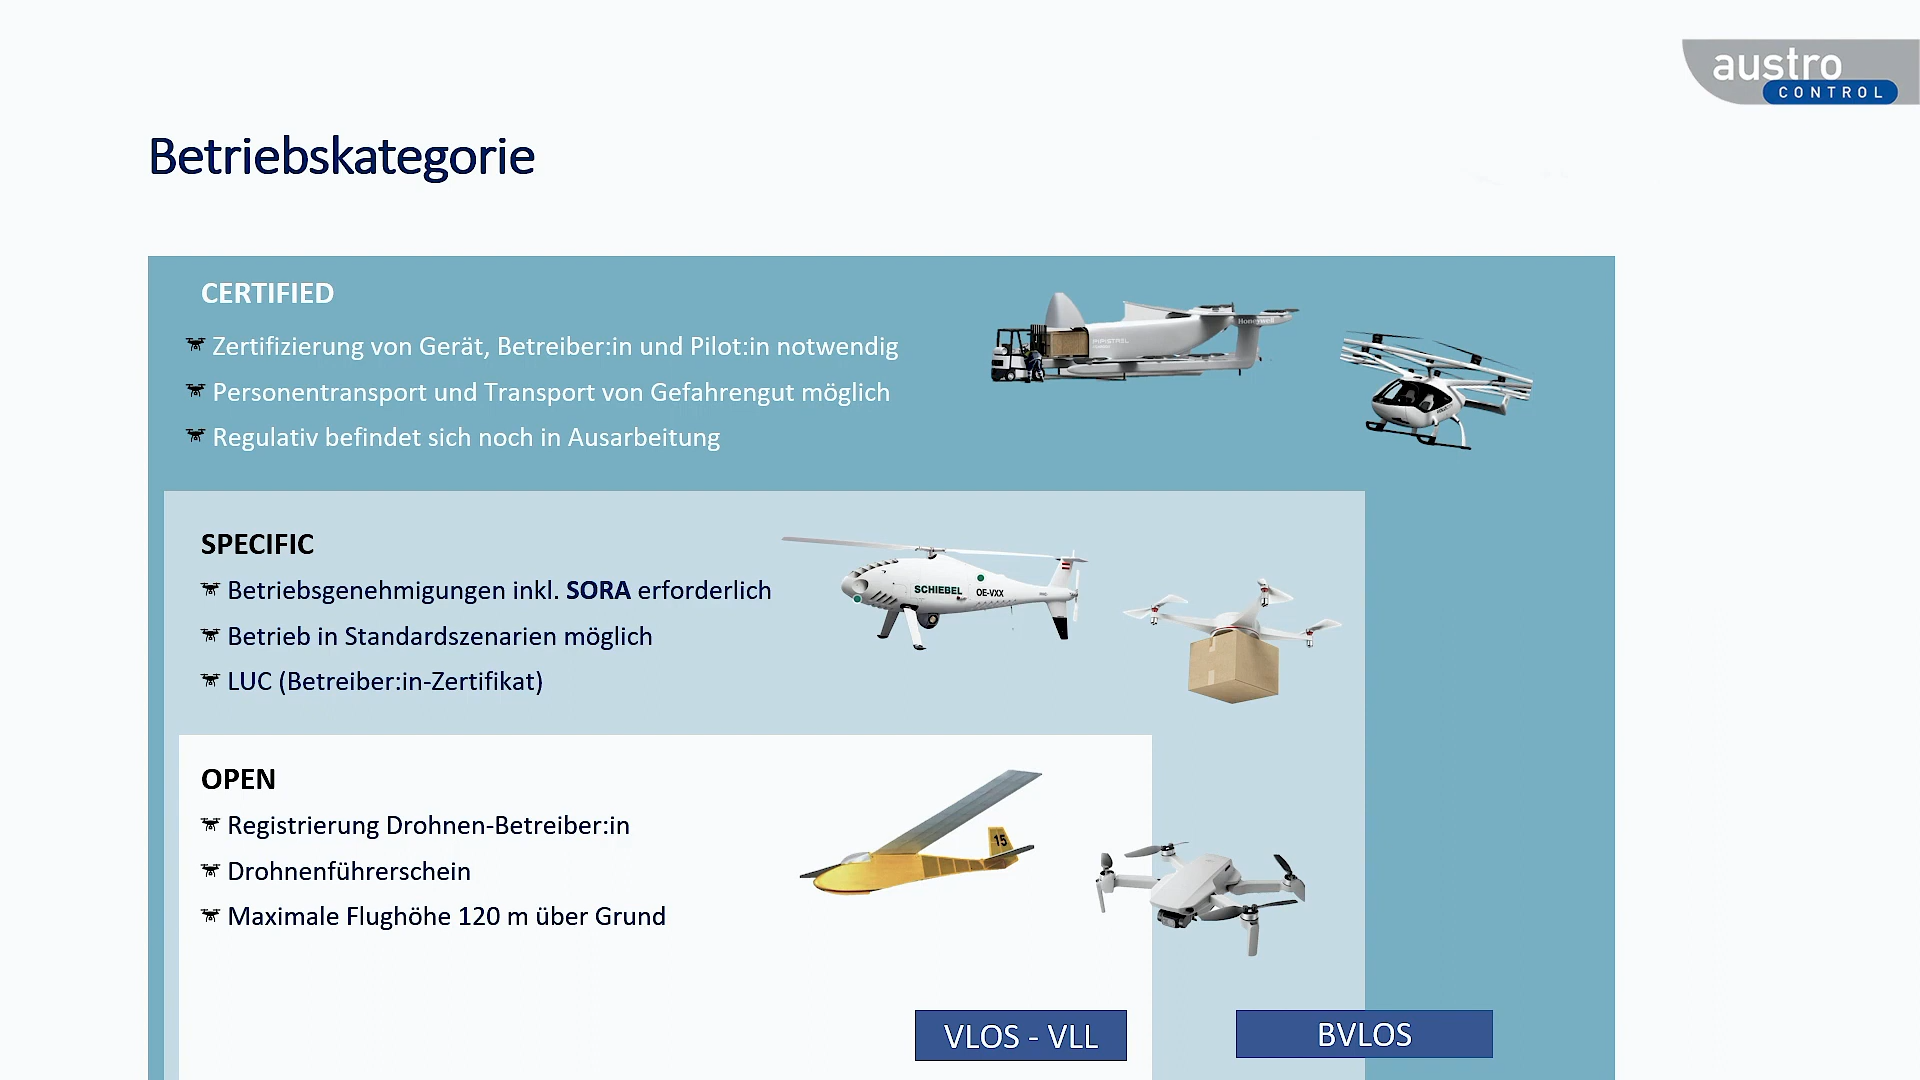 austro
CONTROL
Betriebskategorie
CERTIFIED
Zertifizierung von Gerät, Betreiber:in und Pilot:in notwendig
Personentransport und Transport von Gefahrengut möglich
Regulativ befindet sich noch in Ausarbeitung
Honeywell
PIPISTREL
SPECIFIC
Betriebsgenehmigungen inkl. SORA erforderlich
Betrieb in Standardszenarien möglich
LUC (Betreiber:in-Zertifikat)
SCHIEBEL OE-VXX
OPEN
Registrierung Drohnen-Betreiber:in
Drohnenführerschein
Maximale Flughöhe 120 m über Grund
15
VLOS - VLL
BVLOS